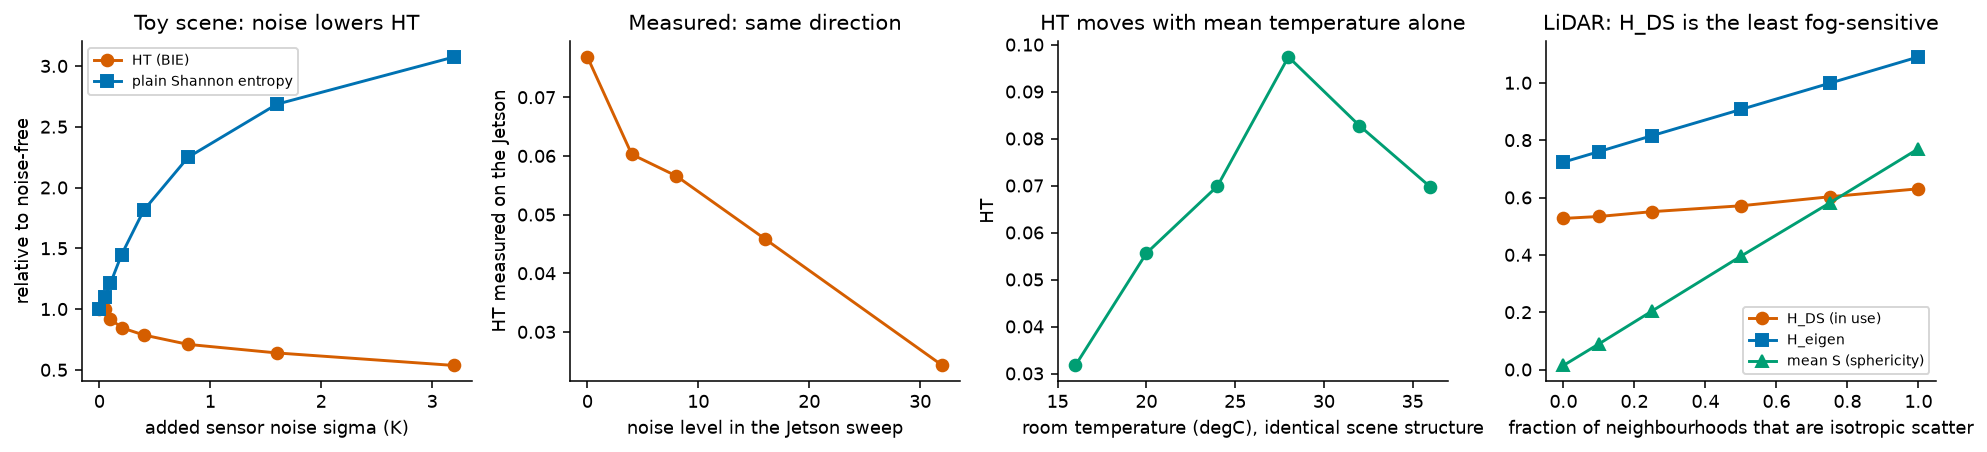 Toy scene: noise lowers HT
HT (BIE)
plain Shannon entropy
relative to noise-free
3.0
2.5
2.0
1.5
1.0
0.5
0 1 2 3
added sensor noise sigma (K)
Measured: same direction
HT measured on the Jetson
0.07
0.06
0.05
0.04
0.03
0 10 20 30
noise level in the Jetson sweep
HT moves with mean temperature alone
HT
0.10
0.09
0.08
0.07
0.06
0.05
0.04
0.03
15 20 25 30 35
room temperature (degC), identical scene structure
LiDAR: H_DS is the least fog-sensitive
1.0
0.8
0.6
0.4
0.2
0.0
H_DS (in use)
H_eigen
mean S (sphericity)
0.0 0.2 0.4 0.6 0.8 1.0
fraction of neighbourhoods that are isotropic scatter